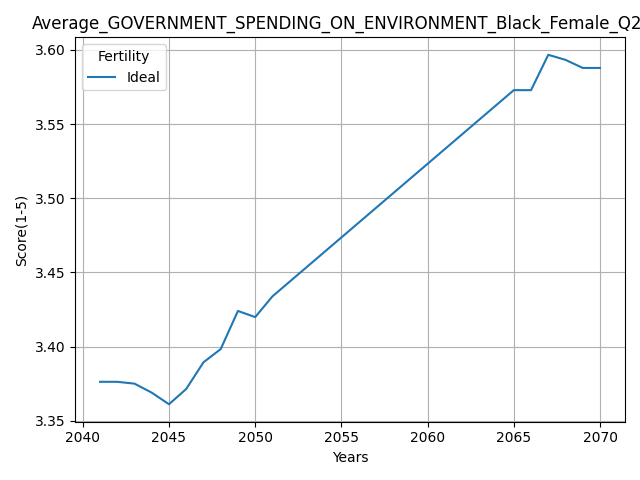 Average_GOVERNMENT_SPENDING_ON_ENVIRONMENT_Black_Female_Q2
Fertility
Ideal
Score(1-5)
3.60
3.55
3.50
3.45
3.40
3.35
2040 2045 2050 2055 2060 2065 2070
Years